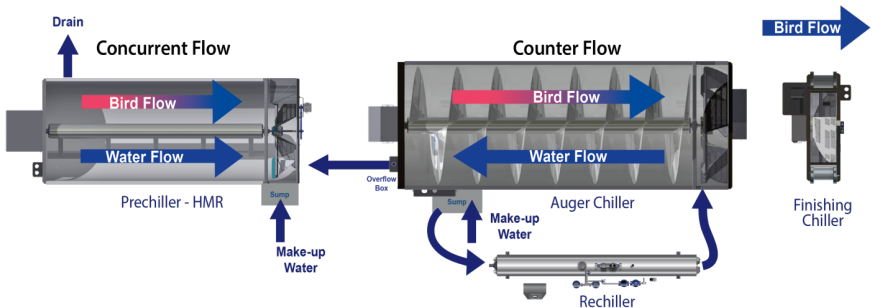 Drain
Concurrent Flow
Bird Flow
Water Flow
Prechiller - HMR
Sump
Make-up
Water
Counter Flow
Bird Flow
Water Flow
Overflow
Box
Sump
Make-up
Water
Auger Chiller
Rechiller
Bird Flow
Finishing
Chiller